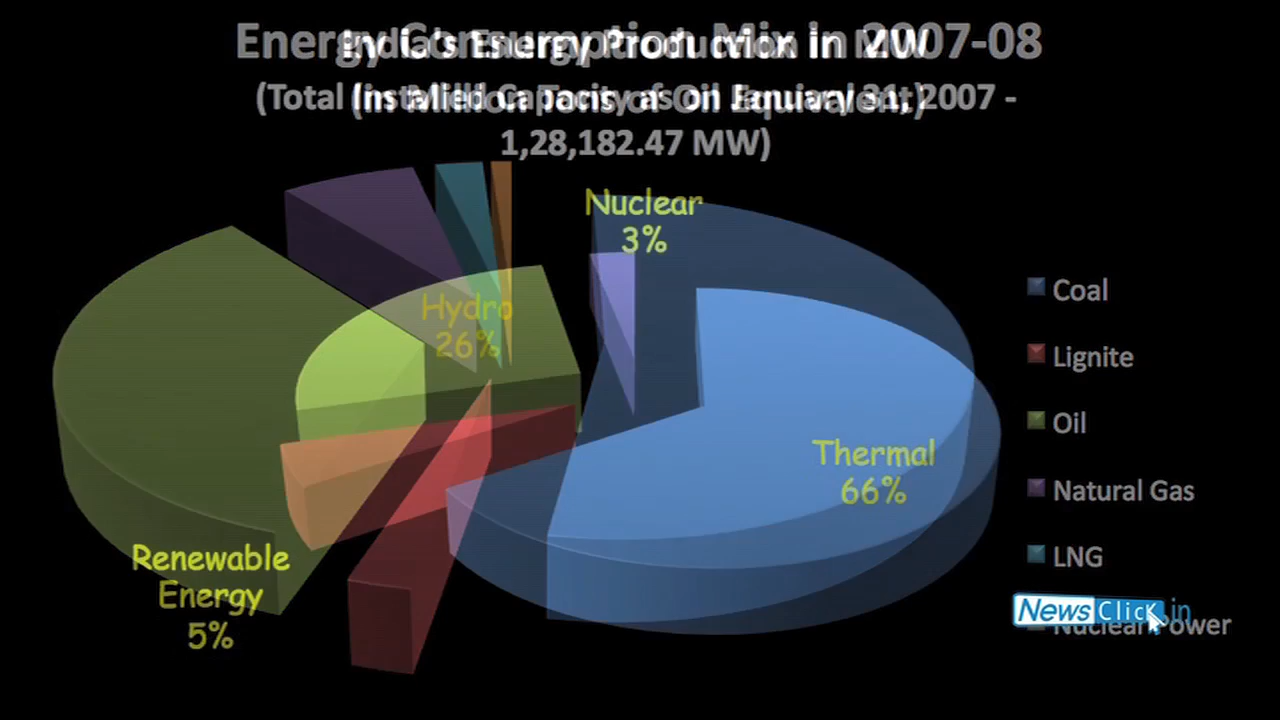 Energy Consumption Mix in 2007-08
India's Energy Production in MW
(in Million Tons of Oil Equivalent)
(Total Installed Capacity as on January 31, 2007 -
1,28,182.47 MW)
Nuclear
3%
Hydro
26%
Thermal
66%
Renewable
Energy
5%
Coal
Lignite
Oil
Natural Gas
LNG
Nuclear Power
NewsClick.in